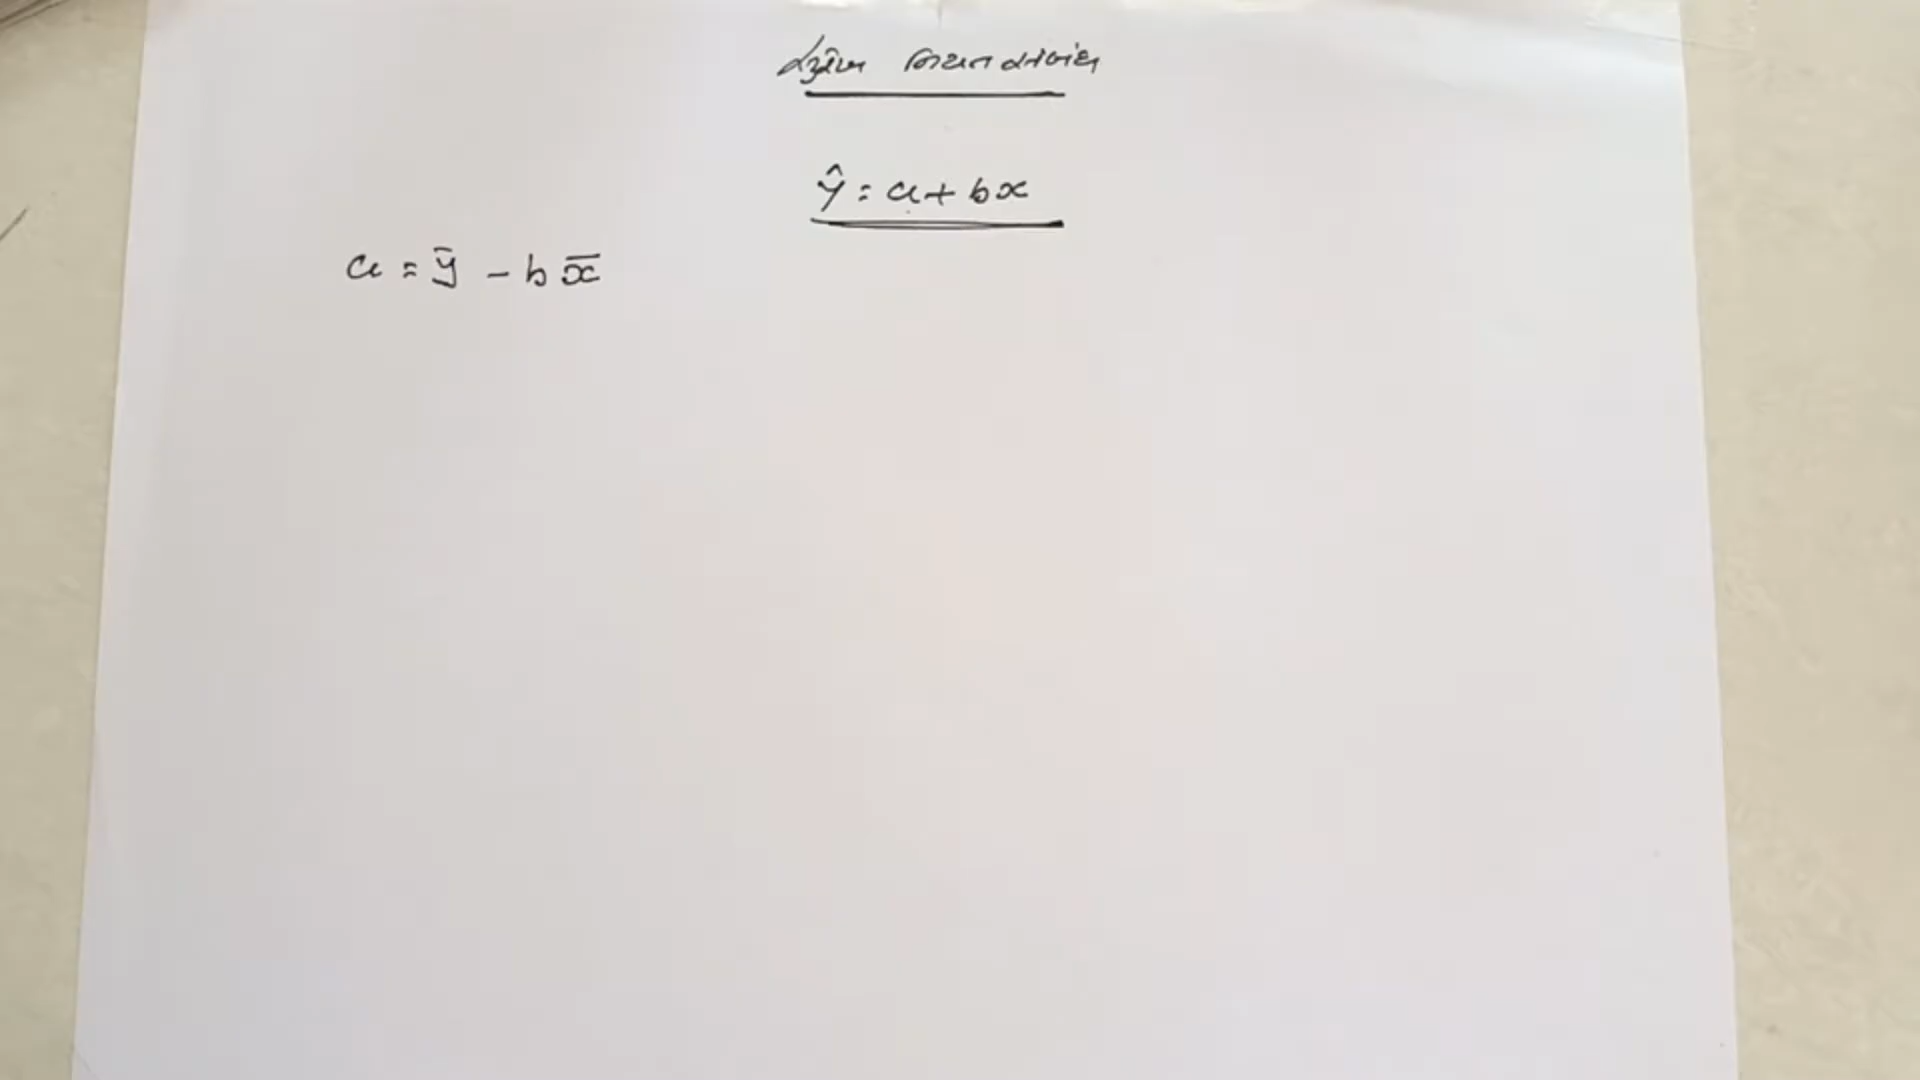 સુરેખ નિયતસંબંધ
ŷ = a + bx
a = ȳ - b x̄